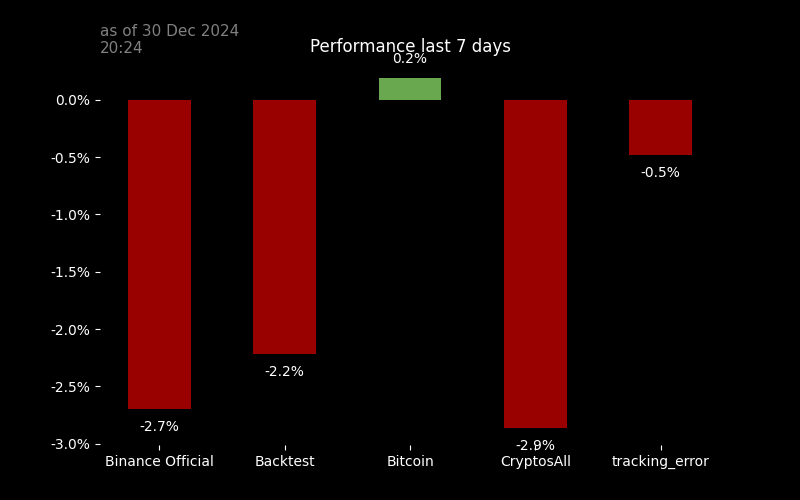 as of 30 Dec 2024
20:24
Performance last 7 days
0.2%
0.0%
-0.5%
-0.5%
-1.0%
-1.5%
-2.0%
-2.2%
-2.5%
-2.7%
-3.0%
-2.9%
Binance Official
Backtest
Bitcoin
CryptosAll
tracking_error